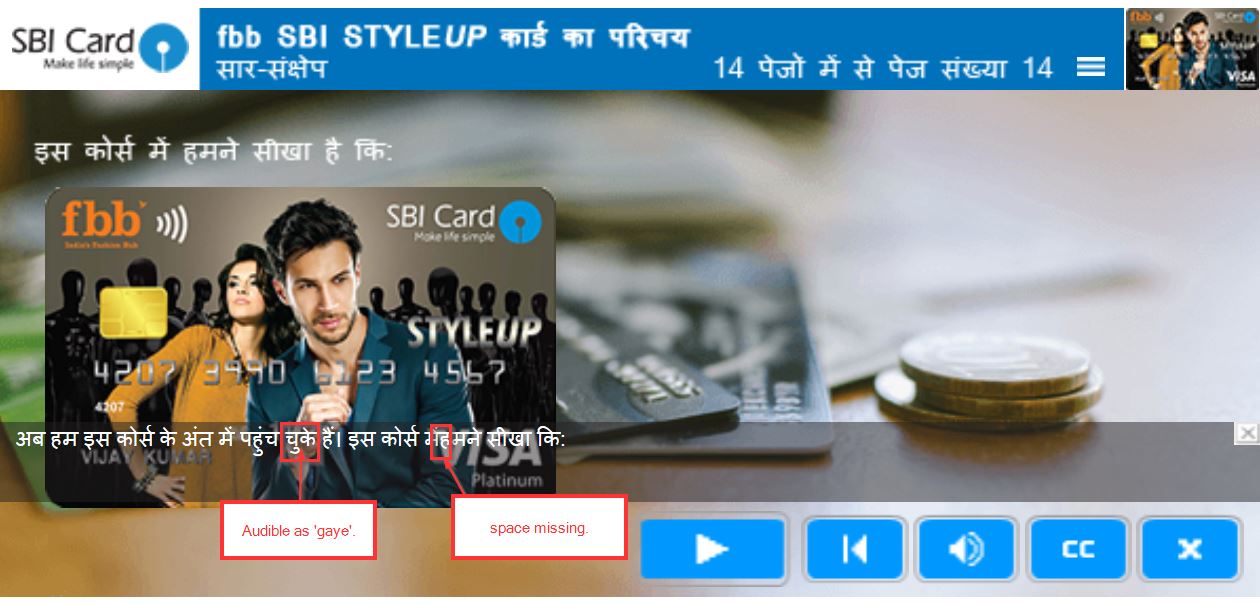 SBI Card
Make life simple
fbb SBI STYLEUP कार्ड का परिचय
सार-संक्षेप
14 पेजों में से पेज संख्या 14
इस कोर्स में हमने सीखा है कि:
fbb
India's Fashion Hub
SBI Card
Make life simple
STYLEUP
4207 3990 6123 4567
4207
अब हम इस कोर्स के अंत में पहुंच चुके हैं। इस कोर्स मेंहमने सीखा कि:
VIJAY KUMAR
VISA
Platinum
Audible as 'gaye'.
space missing.
CC